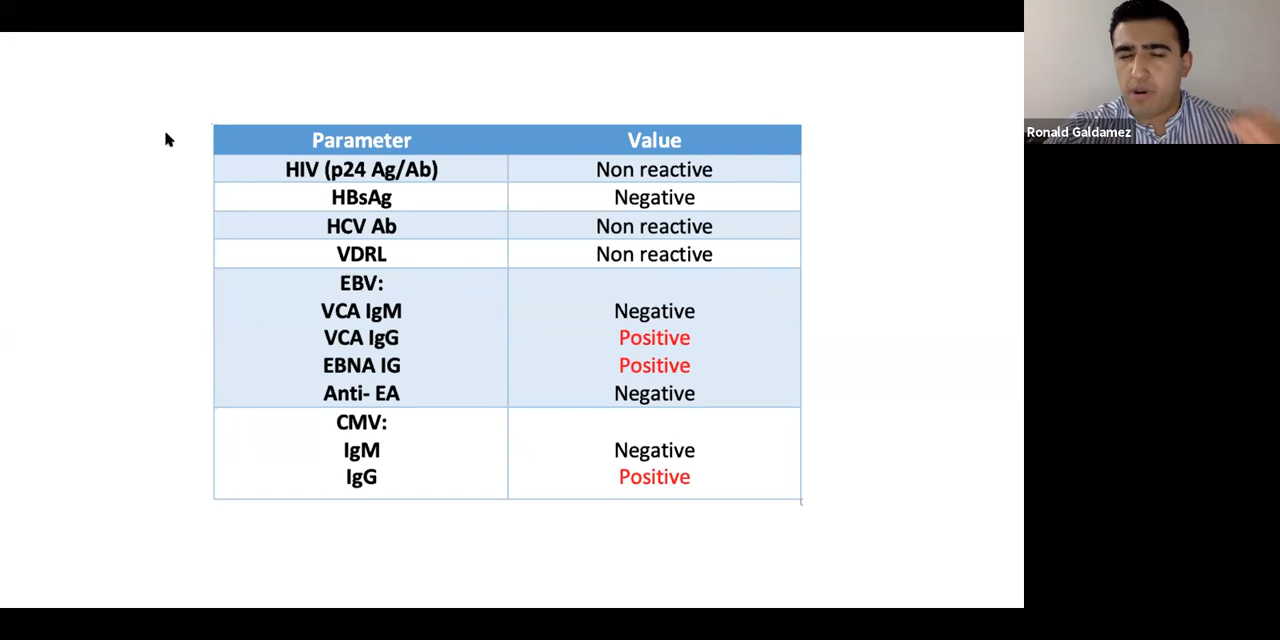 Parameter Value
HIV (p24 Ag/Ab) Non reactive
HBsAg Negative
HCV Ab Non reactive
VDRL Non reactive
EBV:
VCA IgM Negative
VCA IgG Positive
EBNA IG Positive
Anti- EA Negative
CMV:
IgM Negative
IgG Positive
Ronald Galdamez